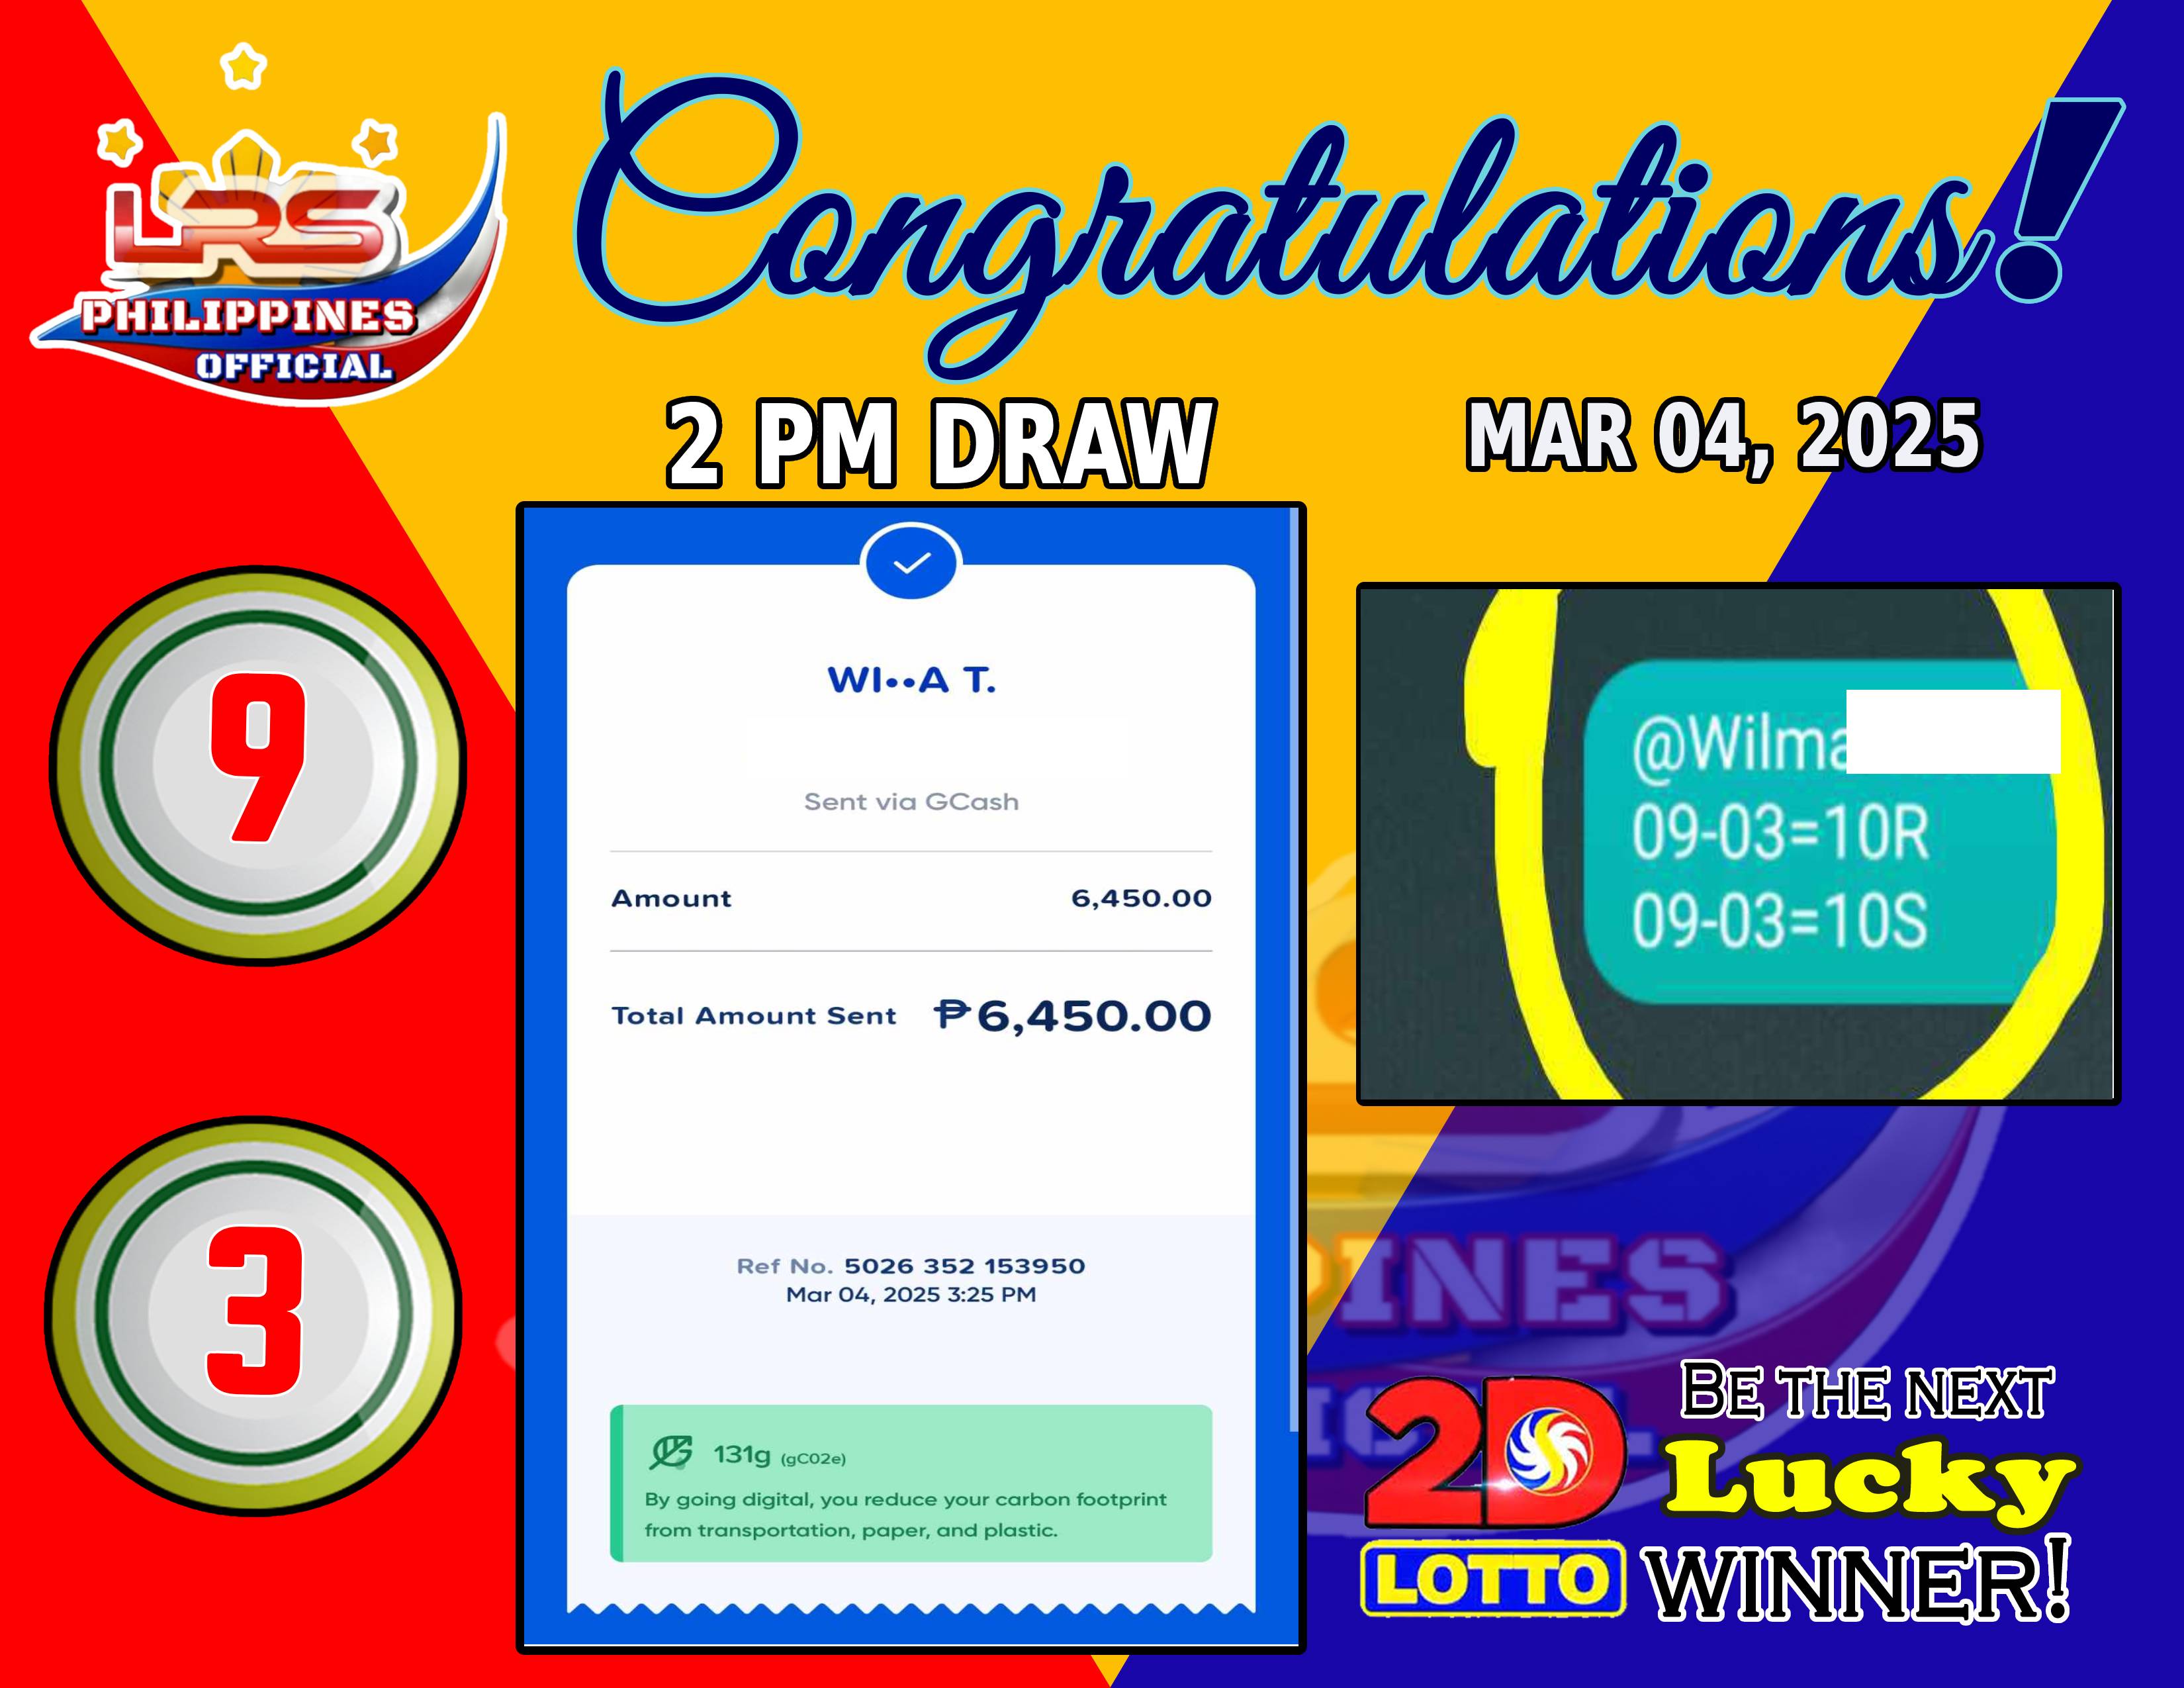 LRS
PHILIPPINES
OFFICIAL
Congratulations!
2 PM DRAW
MAR 04, 2025
9
3
WI••A T.
Sent via GCash
Amount 6,450.00
Total Amount Sent ₱6,450.00
Ref No. 5026 352 153950
Mar 04, 2025 3:25 PM
131g (gC02e)
By going digital, you reduce your carbon footprint
from transportation, paper, and plastic.
@Wilma
09-03=10R
09-03=10S
PINES
2D
LOTTO
BE THE NEXT
Lucky
WINNER!